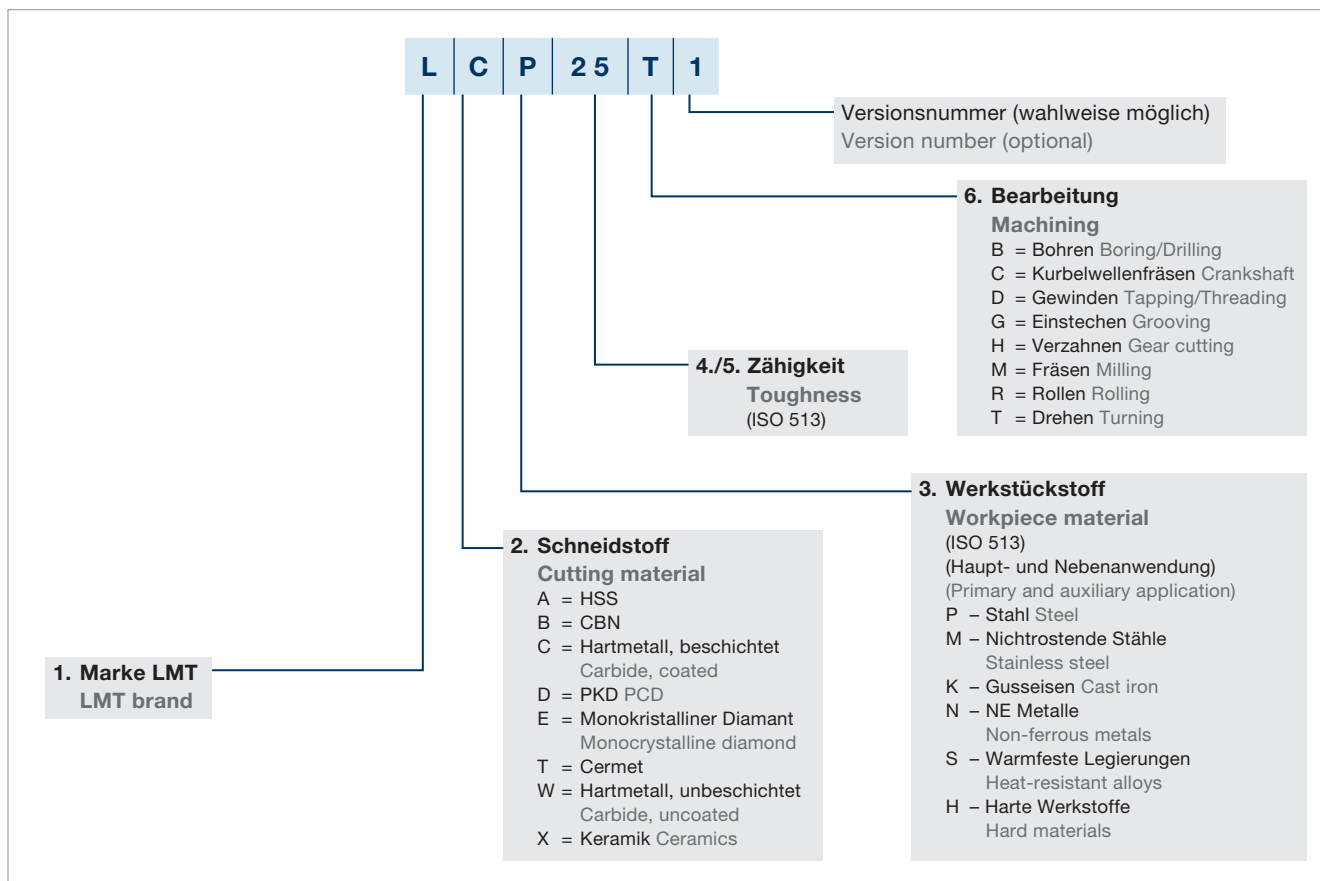 L C P 2 5 T 1
Versionsnummer (wahlweise möglich)
Version number (optional)
6. Bearbeitung
Machining
B = Bohren Boring/Drilling
C = Kurbelwellenfräsen Crankshaft
D = Gewinden Tapping/Threading
G = Einstechen Grooving
H = Verzahnen Gear cutting
M = Fräsen Milling
R = Rollen Rolling
T = Drehen Turning
4./5. Zähigkeit
Toughness
(ISO 513)
3. Werkstückstoff
Workpiece material
(ISO 513)
(Haupt- und Nebenanwendung)
(Primary and auxiliary application)
P – Stahl Steel
M – Nichtrostende Stähle
Stainless steel
K – Gusseisen Cast iron
N – NE Metalle
Non-ferrous metals
S – Warmfeste Legierungen
Heat-resistant alloys
H – Harte Werkstoffe
Hard materials
2. Schneidstoff
Cutting material
A = HSS
B = CBN
C = Hartmetall, beschichtet
Carbide, coated
D = PKD PCD
E = Monokristalliner Diamant
Monocrystalline diamond
T = Cermet
W = Hartmetall, unbeschichtet
Carbide, uncoated
X = Keramik Ceramics
1. Marke LMT
LMT brand